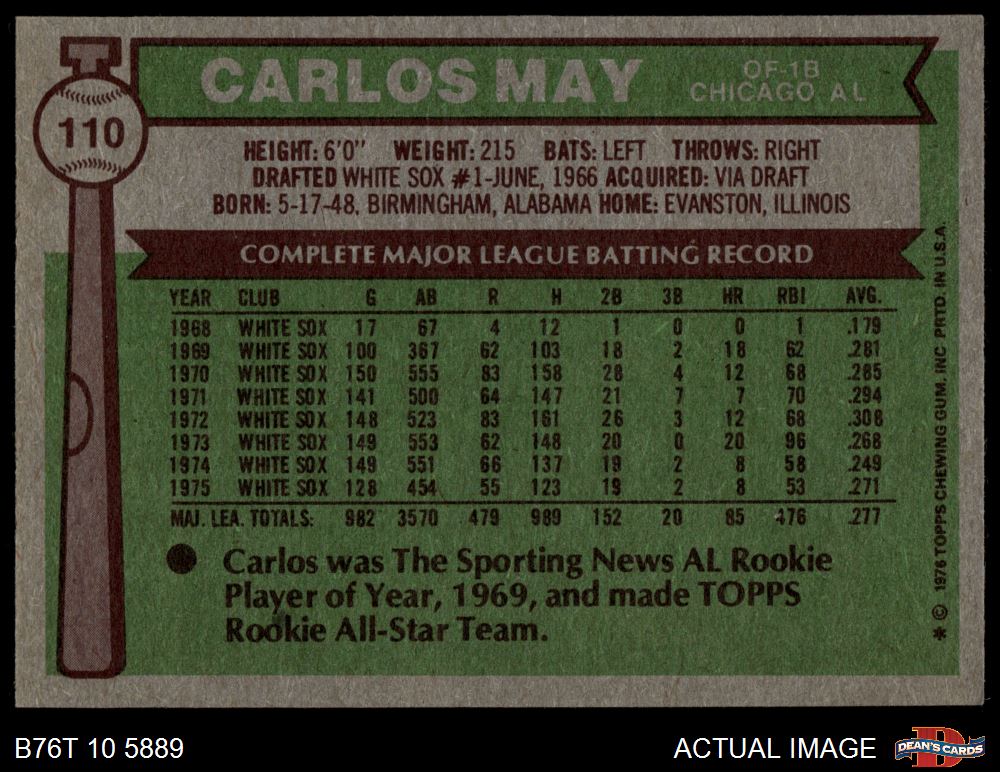 110
CARLOS MAY
OF-1B
CHICAGO AL
HEIGHT: 6'0" WEIGHT: 215 BATS: LEFT THROWS: RIGHT
DRAFTED WHITE SOX #1-JUNE, 1966 ACQUIRED: VIA DRAFT
BORN: 5-17-48, BIRMINGHAM, ALABAMA HOME: EVANSTON, ILLINOIS
COMPLETE MAJOR LEAGUE BATTING RECORD
YEAR CLUB G AB R H 2B 3B HR RBI AVG.
1968 WHITE SOX 17 67 4 12 1 0 0 1 .179
1969 WHITE SOX 100 367 62 103 18 2 18 62 .281
1970 WHITE SOX 150 555 83 158 28 4 12 68 .285
1971 WHITE SOX 141 500 64 147 21 7 7 70 .294
1972 WHITE SOX 148 523 83 161 26 3 12 68 .308
1973 WHITE SOX 149 553 62 148 20 0 20 96 .268
1974 WHITE SOX 149 551 66 137 19 2 8 58 .249
1975 WHITE SOX 128 454 55 123 19 2 8 53 .271
MAJ. LEA. TOTALS: 982 3570 479 989 152 20 85 476 .277
● Carlos was The Sporting News AL Rookie
Player of Year, 1969, and made TOPPS
Rookie All-Star Team.
* © 1976 TOPPS CHEWING GUM, INC PRTD. IN U.S.A.
B76T 10 5889
ACTUAL IMAGE
D
DEAN'S CARDS